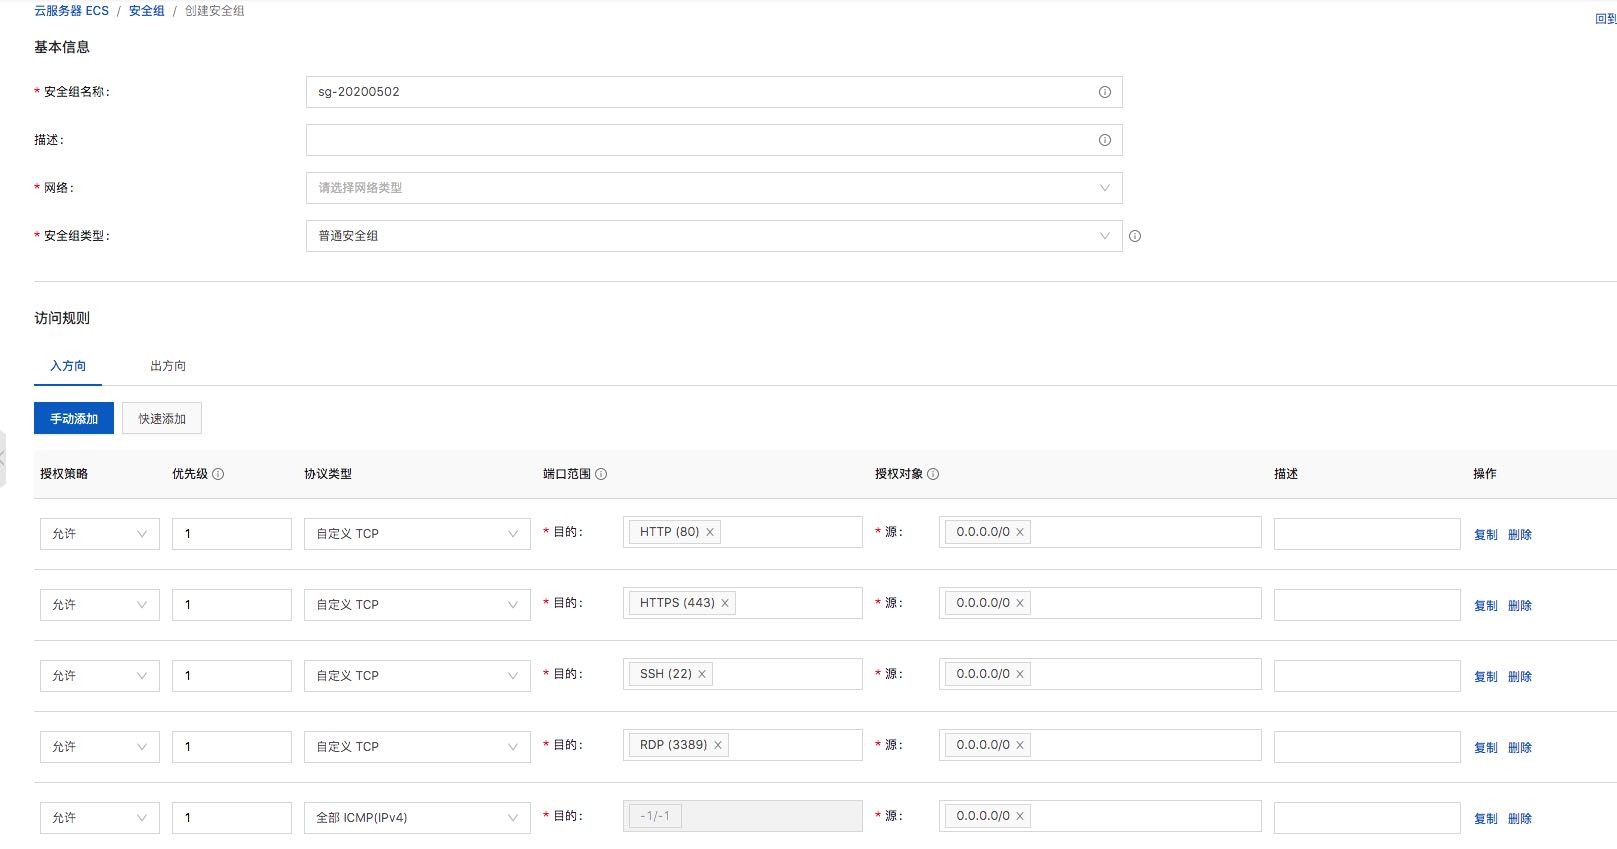 云服务器 ECS / 安全组 / 创建安全组
回到
基本信息
* 安全组名称：
sg-20200502
描述：
* 网络：
请选择网络类型
* 安全组类型：
普通安全组
访问规则
入方向 出方向
手动添加 快速添加
授权策略 优先级 协议类型 端口范围 授权对象 描述 操作
允许 1 自定义 TCP * 目的： HTTP (80) × * 源： 0.0.0.0/0 × 复制 删除
允许 1 自定义 TCP * 目的： HTTPS (443) × * 源： 0.0.0.0/0 × 复制 删除
允许 1 自定义 TCP * 目的： SSH (22) × * 源： 0.0.0.0/0 × 复制 删除
允许 1 自定义 TCP * 目的： RDP (3389) × * 源： 0.0.0.0/0 × 复制 删除
允许 1 全部 ICMP(IPv4) * 目的： -1/-1 * 源： 0.0.0.0/0 × 复制 删除